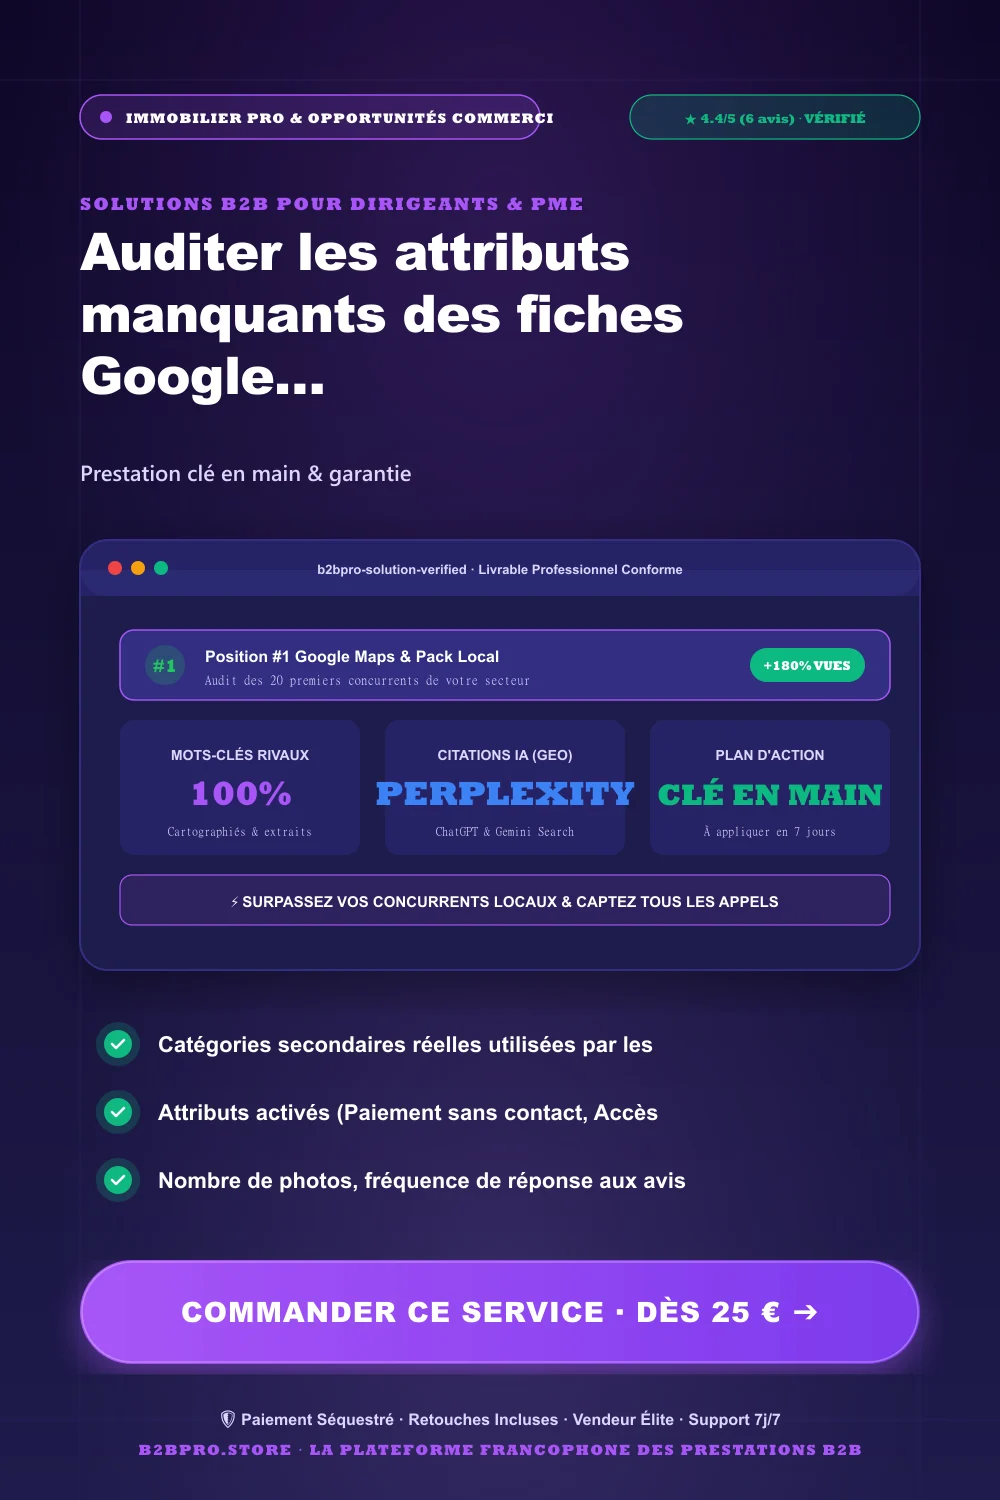 IMMOBILIER PRO & OPPORTUNITÉS COMMERCI
★ 4.4/5 (6 avis) · VÉRIFIÉ
SOLUTIONS B2B POUR DIRIGEANTS & PME
Auditer les attributs
manquants des fiches
Google...
Prestation clé en main & garantie
b2bpro-solution-verified · Livrable Professionnel Conforme
#1
Position #1 Google Maps & Pack Local
Audit des 20 premiers concurrents de votre secteur
+180% VUES
MOTS-CLÉS RIVAUX
100%
Cartographiés & extraits
CITATIONS IA (GEO)
PERPLEXITY
ChatGPT & Gemini Search
PLAN D'ACTION
CLÉ EN MAIN
À appliquer en 7 jours
⚡ SURPASSEZ VOS CONCURRENTS LOCAUX & CAPTEZ TOUS LES APPELS
Catégories secondaires réelles utilisées par les
Attributs activés (Paiement sans contact, Accès
Nombre de photos, fréquence de réponse aux avis
COMMANDER CE SERVICE · DÈS 25 € ➔
🛡 Paiement Séquestré · Retouches Incluses · Vendeur Élite · Support 7j/7
B2BPRO.STORE · LA PLATEFORME FRANCOPHONE DES PRESTATIONS B2B